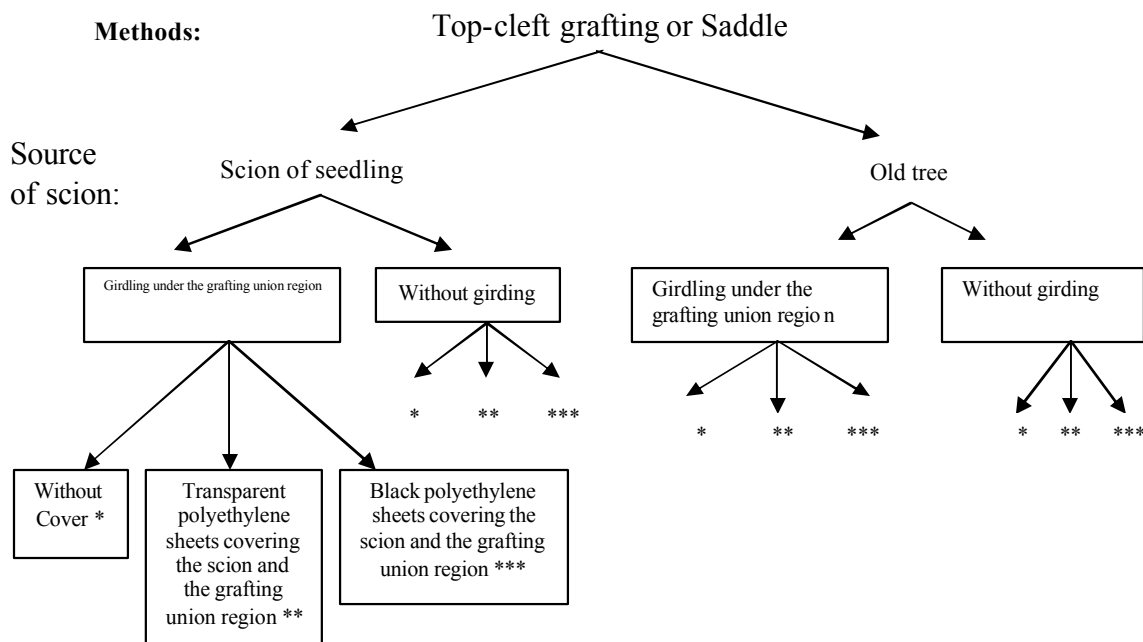 Methods:
Top-cleft grafting or Saddle
Source
of scion:
Scion of seedling
Old tree
Girdling under the grafting union region
Without girding
Girdling under the
grafting union regio n
Without girding
* ** ***
* ** ***
* ** ***
Without
Cover *
Transparent
polyethylene
sheets covering
the scion and
the grafting
union region **
Black polyethylene
sheets covering the
scion and the grafting
union region ***